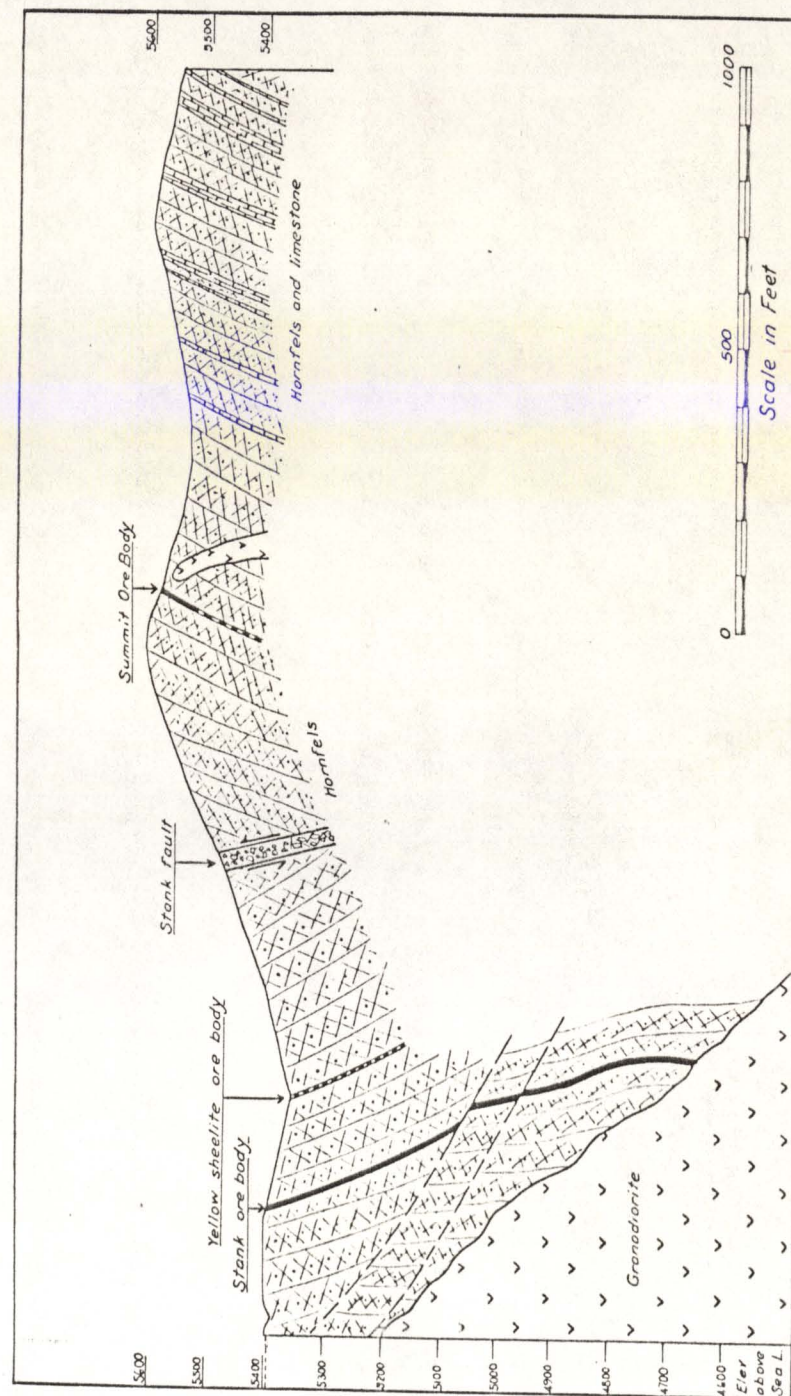 5600
5500
5400
Summit Ore Body
Stank fault
Yellow sheelite ore body
Stank ore body
Hornfels and limestone
Hornfels
Granodiorite
5600
5500
5400
5300
5200
5100
5000
4900
4800
4700
4600
Elev
above
Sea L.
0
500
1000
Scale in Feet